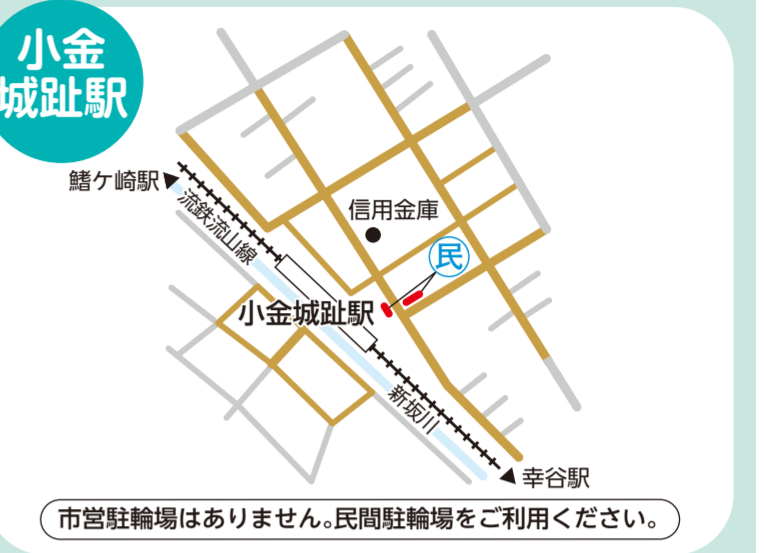 小金
城趾駅
鰭ケ崎駅
流鉄流山線
信用金庫
民
小金城趾駅
新坂川
幸谷駅
市営駐輪場はありません。民間駐輪場をご利用ください。